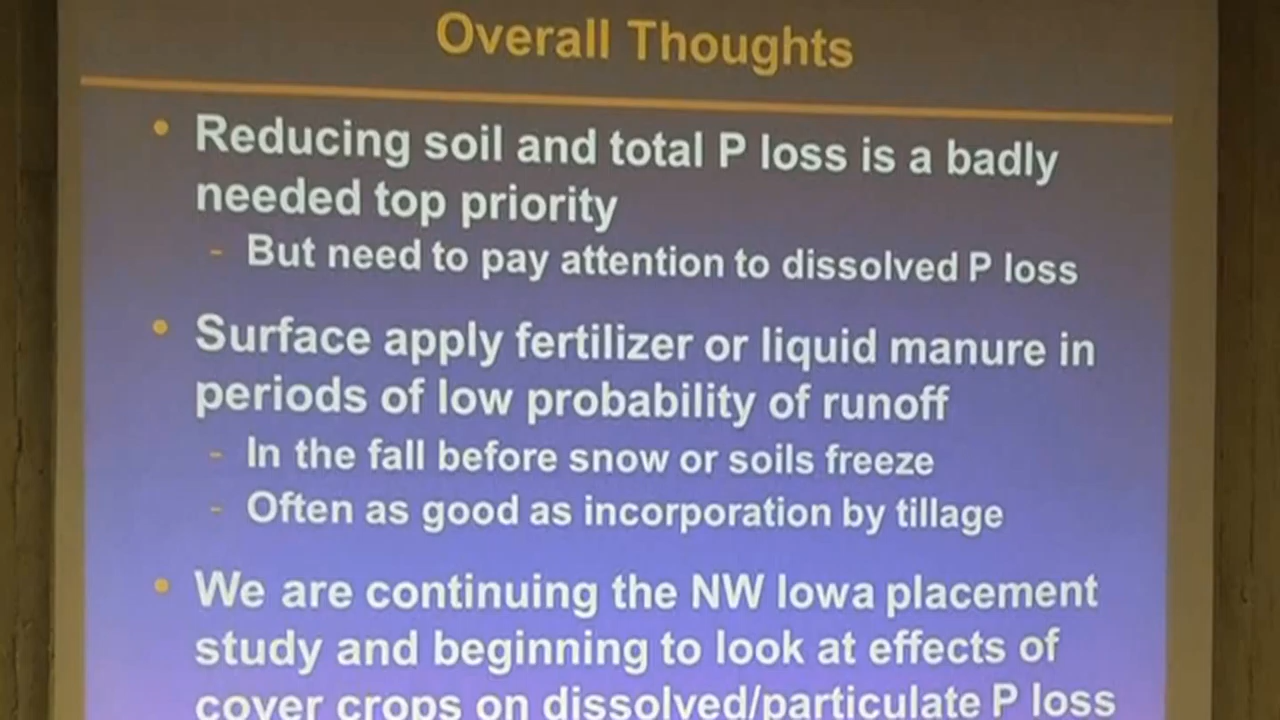 Overall Thoughts
• Reducing soil and total P loss is a badly
needed top priority
- But need to pay attention to dissolved P loss
• Surface apply fertilizer or liquid manure in
periods of low probability of runoff
- In the fall before snow or soils freeze
- Often as good as incorporation by tillage
• We are continuing the NW Iowa placement
study and beginning to look at effects of
cover crops on dissolved/particulate P loss